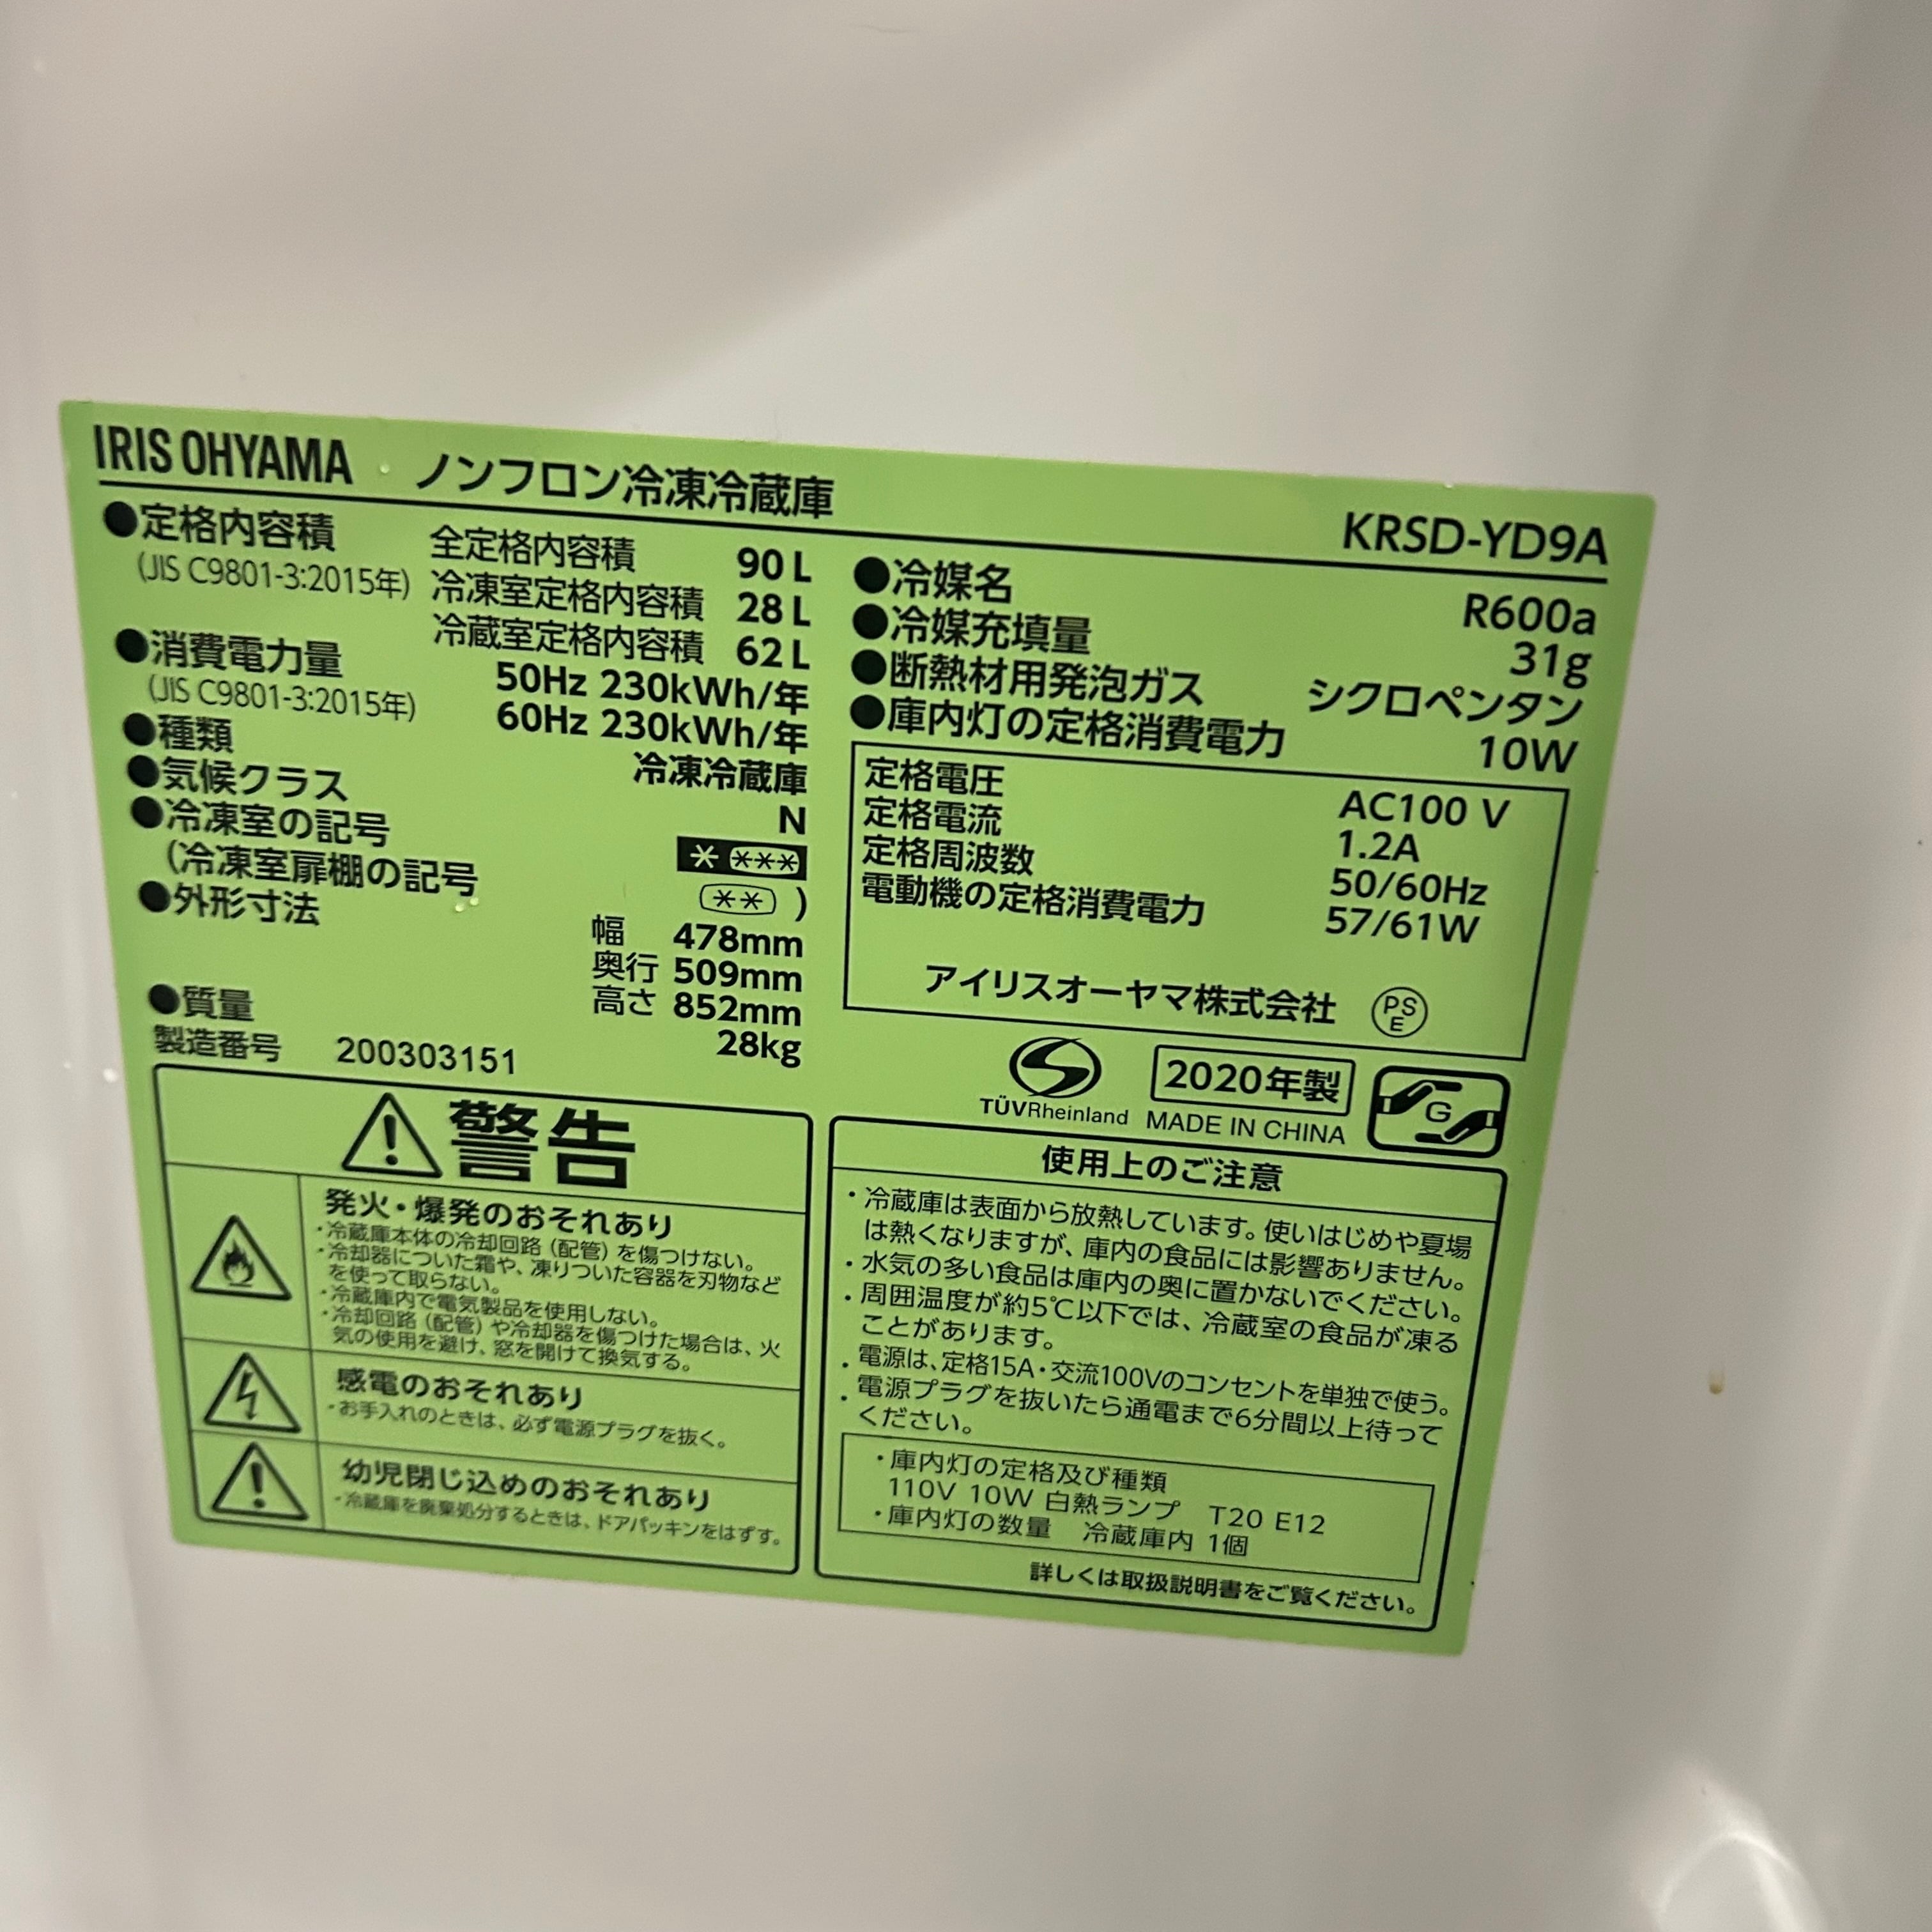 IRIS OHYAMA ノンフロン冷凍冷蔵庫
KRSD-YD9A
●定格内容積 全定格内容積 90L
(JIS C9801-3:2015年) 冷凍室定格内容積 28L
冷蔵室定格内容積 62L
●消費電力量 50Hz 230kWh/年
(JIS C9801-3:2015年) 60Hz 230kWh/年
●種類 冷凍冷蔵庫
●気候クラス N
●冷凍室の記号 * ***
(冷凍室扉棚の記号 ** )
●外形寸法 幅 478mm
奥行 509mm
高さ 852mm
●質量 28kg
製造番号 200303151
●冷媒名 R600a
●冷媒充填量 31g
●断熱材用発泡ガス シクロペンタン
●庫内灯の定格消費電力 10W
定格電圧 AC100 V
定格電流 1.2A
定格周波数 50/60Hz
電動機の定格消費電力 57/61W
アイリスオーヤマ株式会社 PSE
TÜVRheinland
2020年製
MADE IN CHINA
G
警告
発火・爆発のおそれあり
・冷蔵庫本体の冷却回路（配管）を傷つけない。
・冷却器についた霜や、凍りついた容器を刃物など
を使って取らない。
・冷蔵庫内で電気製品を使用しない。
・冷却回路（配管）や冷却器を傷つけた場合は、火
気の使用を避け、窓を開けて換気する。
感電のおそれあり
・お手入れのときは、必ず電源プラグを抜く。
幼児閉じ込めのおそれあり
・冷蔵庫を廃棄処分するときは、ドアパッキンをはずす。
使用上のご注意
・冷蔵庫は表面から放熱しています。使いはじめや夏場
は熱くなりますが、庫内の食品には影響ありません。
・水気の多い食品は庫内の奥に置かないでください。
・周囲温度が約5℃以下では、冷蔵室の食品が凍る
ことがあります。
・電源は、定格15A・交流100Vのコンセントを単独で使う。
・電源プラグを抜いたら通電まで6分間以上待って
ください。
・庫内灯の定格及び種類
110V 10W 白熱ランプ T20 E12
・庫内灯の数量 冷蔵庫内 1個
詳しくは取扱説明書をご覧ください。